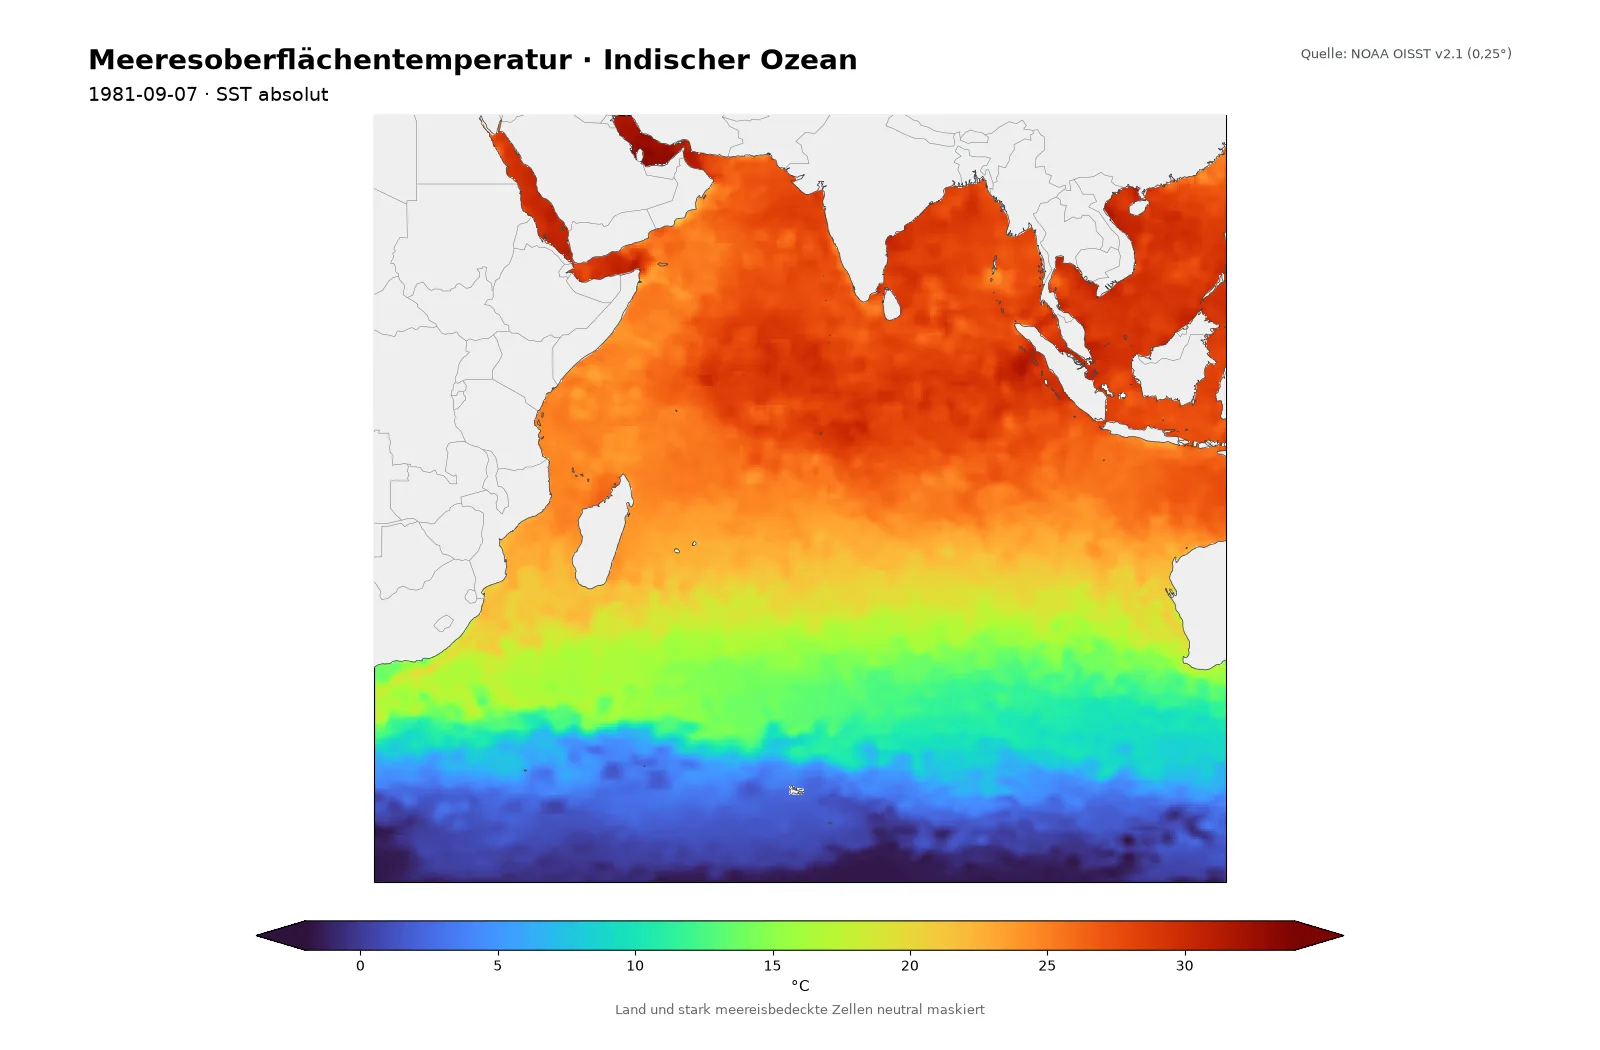 Meeresoberflächentemperatur · Indischer Ozean
Quelle: NOAA OISST v2.1 (0,25°)
1981-09-07 · SST absolut
0 5 10 15 20 25 30
°C
Land und stark meereisbedeckte Zellen neutral maskiert